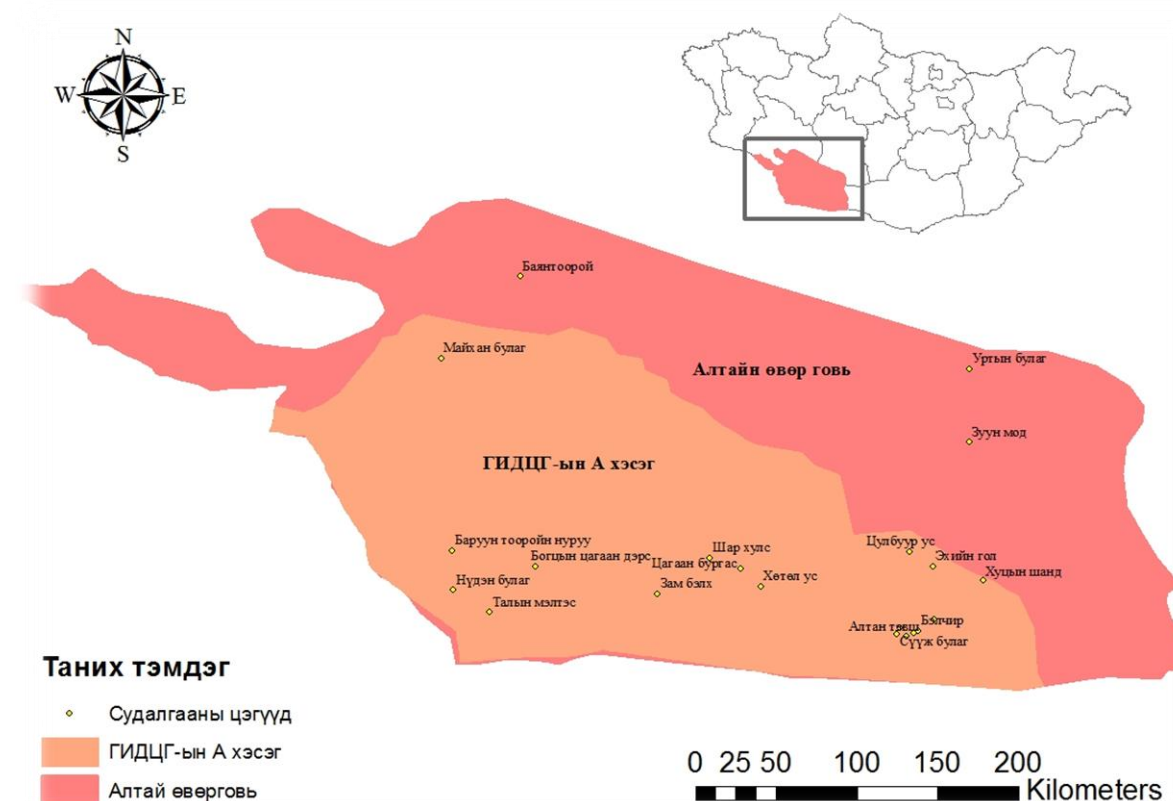 N
W E
S
Баянтоорой
Майхан булаг
Уртын булаг
Алтайн өвөр говь
Зуун мод
ГИДЦГ-ын А хэсэг
Баруун тооройн нуруу
Шар хулс
Цулбуур ус
Богцын цагаан дэрс
Цагаан бургас
Эхийн гол
Нүдэн булаг
Зам бэлх
Хөтөл ус
Хуцын шанд
Талын мэлтэс
Бэлчир
Алтан тэвш
Сүүж булаг
Таних тэмдэг
Судалгааны цэгүүд
ГИДЦГ-ын А хэсэг
Алтай өвөрговь
0 25 50 100 150 200
Kilometers